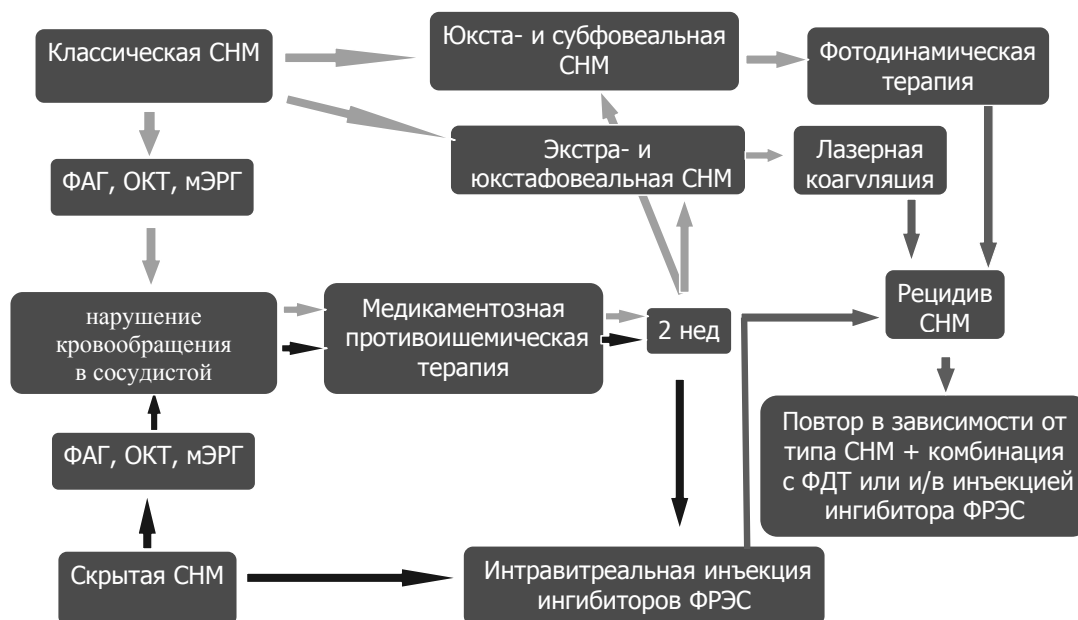 Классическая СНМ
Юкста- и субфовеальная
СНМ
Фотодинамическая
терапия
ФАГ, ОКТ, мЭРГ
Экстра- и
юкстафовеальная СНМ
Лазерная
коагуляция
нарушение
кровообращения
в сосудистой
Медикаментозная
противоишемическая
терапия
2 нед
Рецидив
СНМ
ФАГ, ОКТ, мЭРГ
Повтор в зависимости от
типа СНМ + комбинация
с ФДТ или и/в инъекцией
ингибитора ФРЭС
Скрытая СНМ
Интравитреальная инъекция
ингибиторов ФРЭС